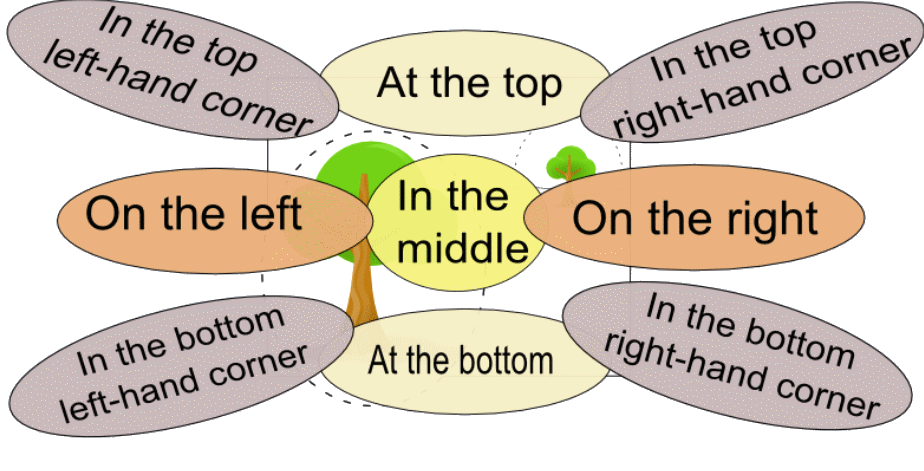 In the top
left-hand corner
At the top
In the top
right-hand corner
On the left
In the
middle
On the right
In the bottom
left-hand corner
At the bottom
In the bottom
right-hand corner